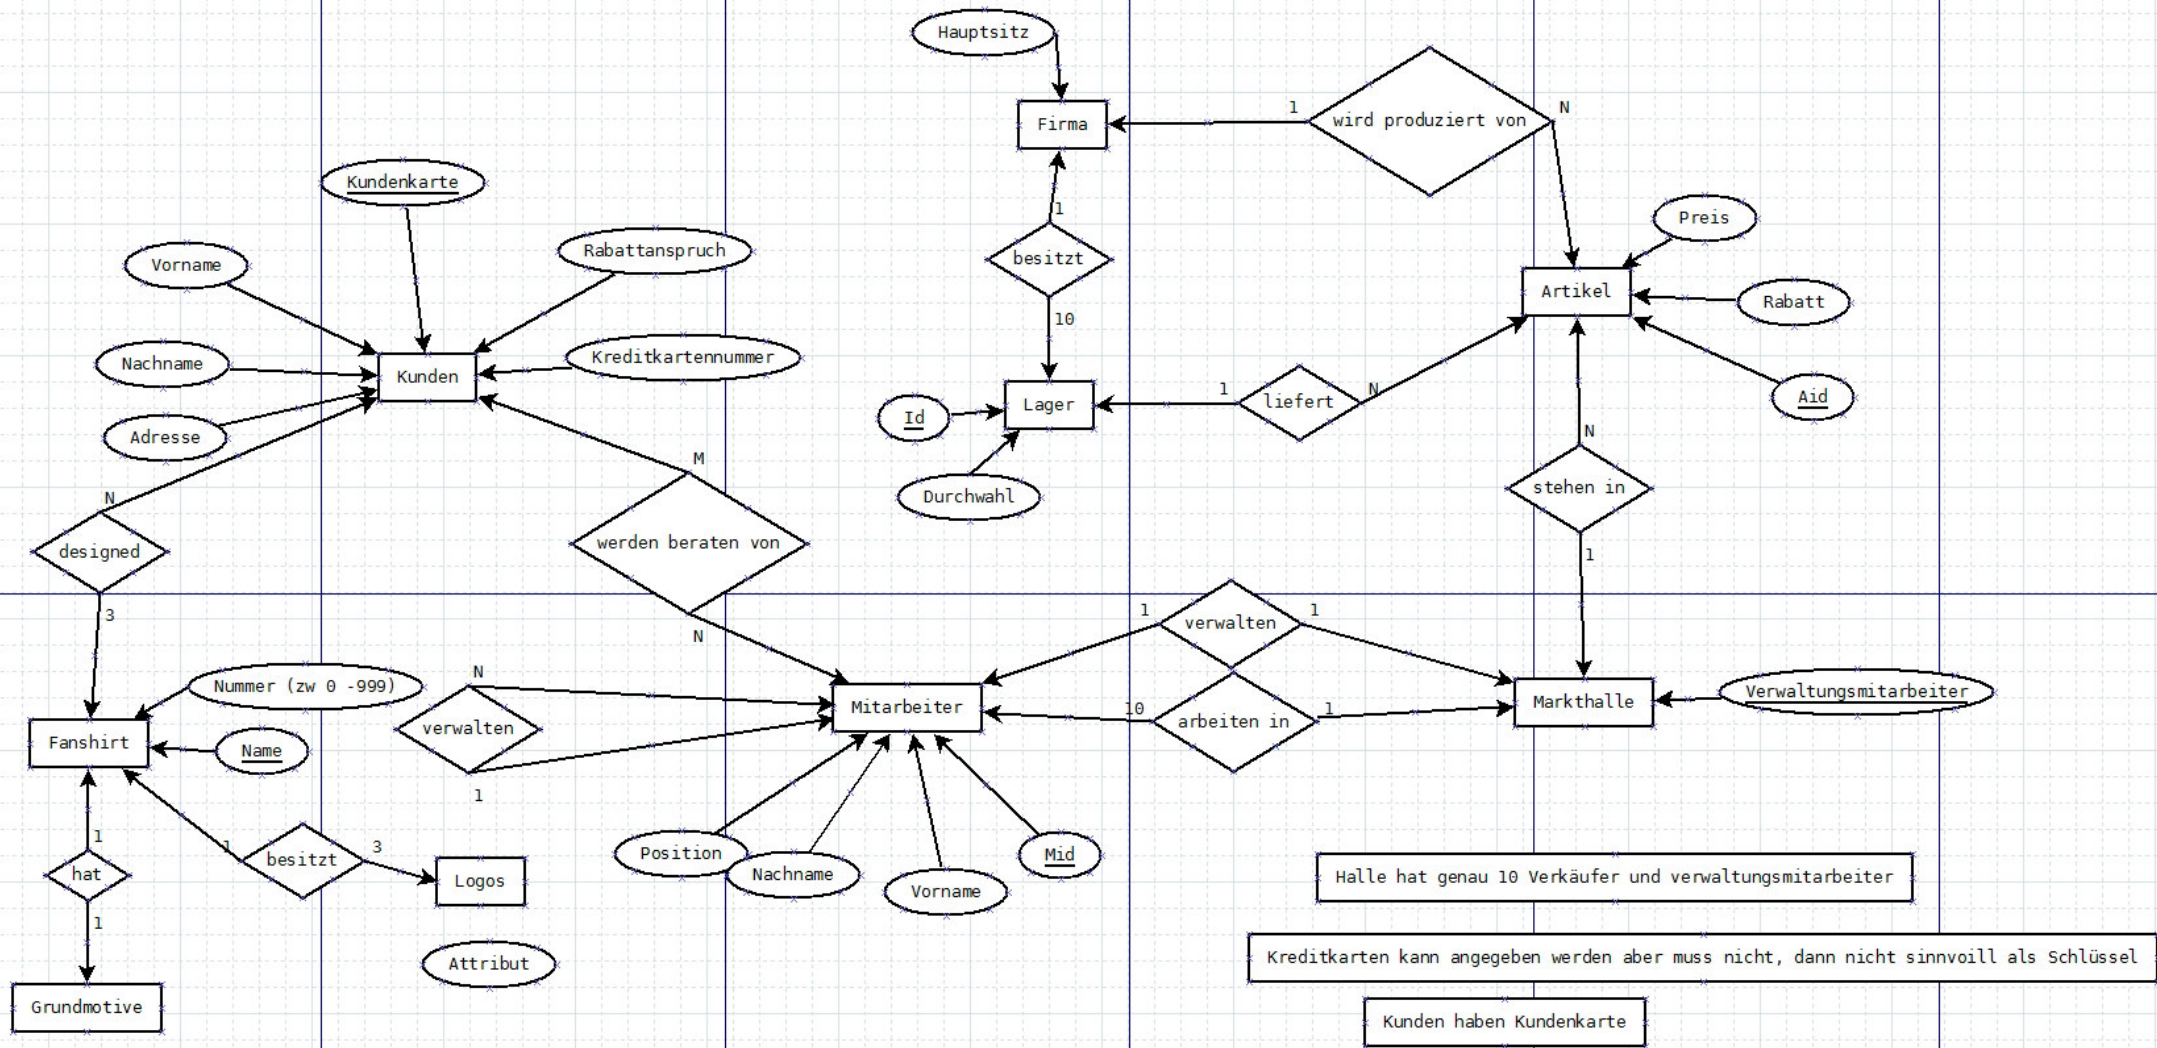 Hauptsitz
1
wird produziert von
N
Firma
Kundenkarte
1
Preis
Rabattanspruch
Vorname
besitzt
Artikel
Rabatt
10
Nachname
Kreditkartennummer
Kunden
1
liefert
N
Id
Lager
Aid
Adresse
N
M
Durchwahl
stehen in
N
designed
werden beraten von
1
3
N
1
verwalten
1
N
Nummer (zw 0 -999)
Verwaltungsmitarbeiter
Mitarbeiter
Markthalle
10
arbeiten in
1
verwalten
Fanshirt
Name
1
1
1
besitzt
3
Position
Nachname
Vorname
Mid
hat
Logos
Halle hat genau 10 Verkäufer und verwaltungsmitarbeiter
1
Attribut
Kreditkarten kann angegeben werden aber muss nicht, dann nicht sinnvoill als Schlüssel
Grundmotive
Kunden haben Kundenkarte